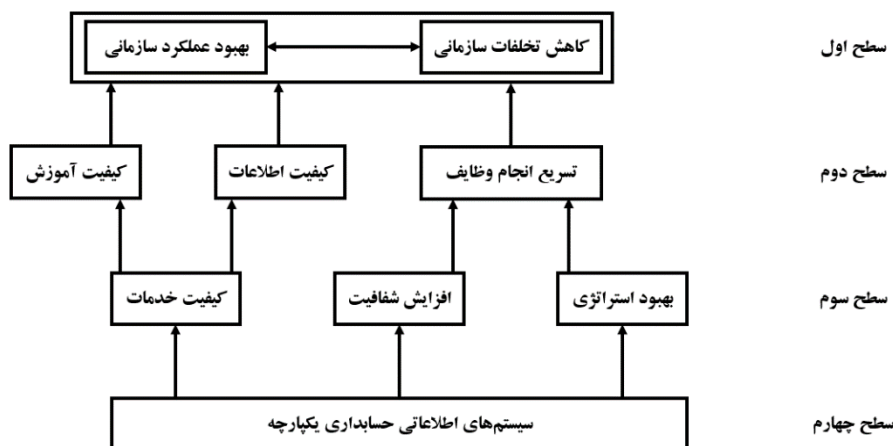 سطح اول
کاهش تخلفات سازمانی
بهبود عملکرد سازمانی
سطح دوم
تسریع انجام وظایف
کیفیت اطلاعات
کیفیت آموزش
سطح سوم
بهبود استراتژی
افزایش شفافیت
کیفیت خدمات
سطح چهارم
سیستم‌های اطلاعاتی حسابداری یکپارچه